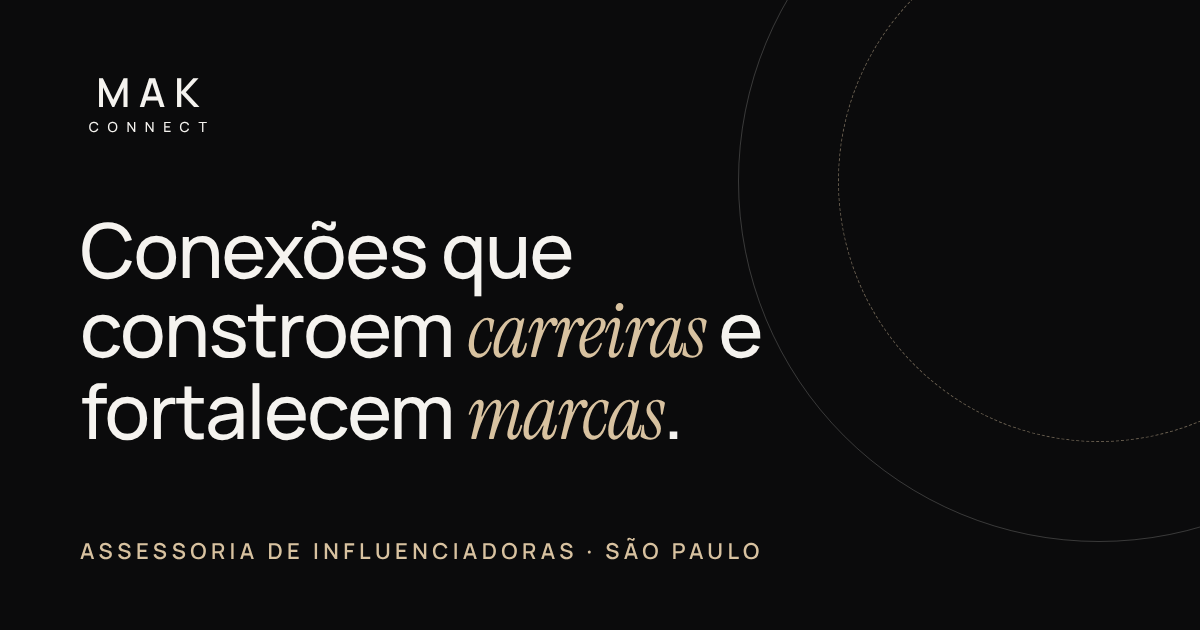 MAK
CONNECT
Conexões que
constroem carreiras e
fortalecem marcas.
ASSESSORIA DE INFLUENCIADORAS · SÃO PAULO